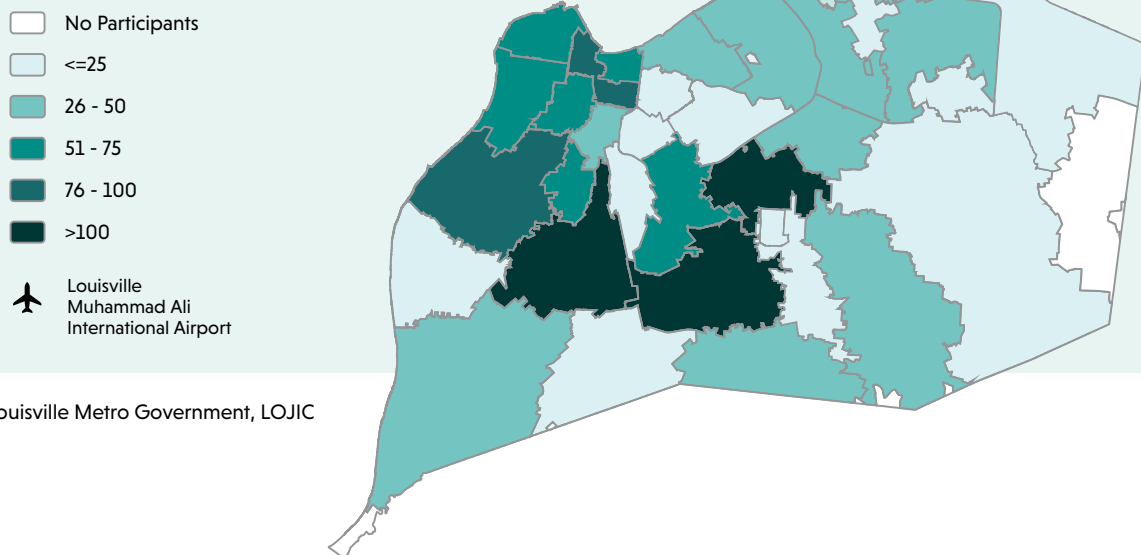 No Participants
<=25
26 - 50
51 - 75
76 - 100
>100
Louisville
Muhammad Ali
International Airport
ouisville Metro Government, LOJIC